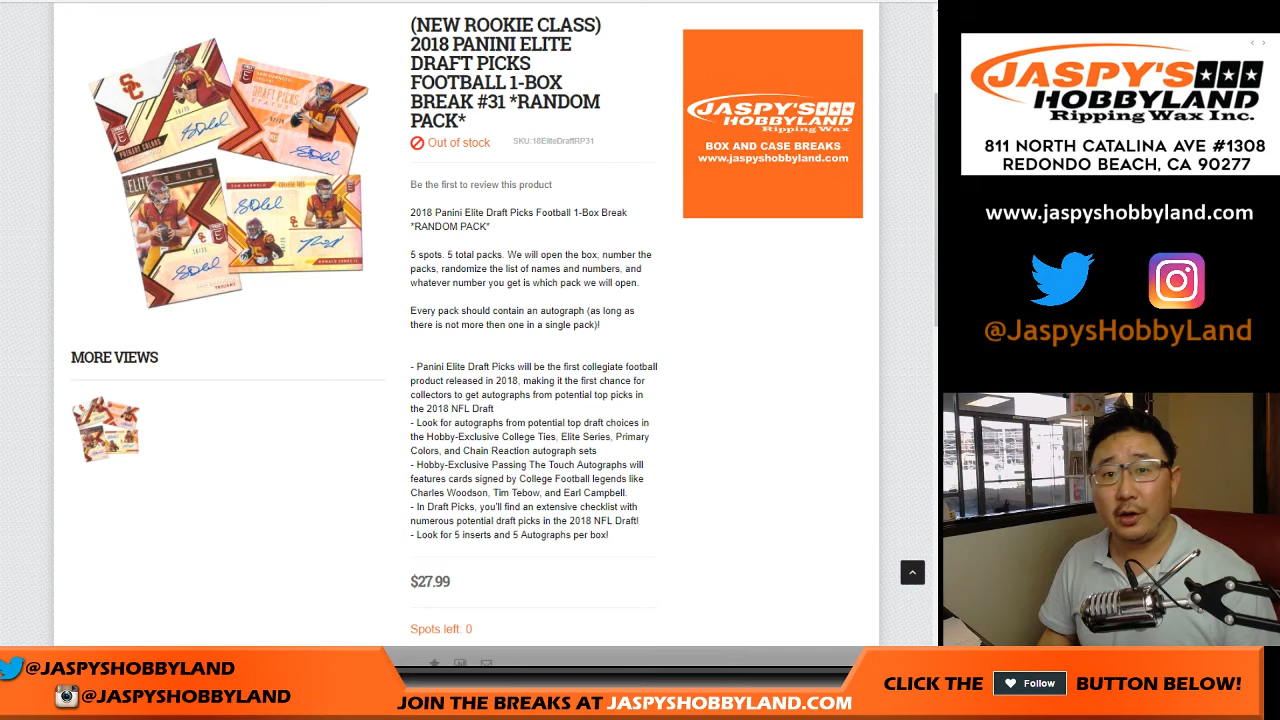 (NEW ROOKIE CLASS)
2018 PANINI ELITE
DRAFT PICKS
FOOTBALL 1-BOX
BREAK #31 *RANDOM
PACK*
Out of stock
SKU:18EliteDraftRP31
Be the first to review this product
2018 Panini Elite Draft Picks Football 1-Box Break
*RANDOM PACK*
5 spots. 5 total packs. We will open the box, number the
packs, randomize the list of names and numbers, and
whatever number you get is which pack we will open.
Every pack should contain an autograph (as long as
there is not more then one in a single pack)!
- Panini Elite Draft Picks will be the first collegiate football
product released in 2018, making it the first chance for
collectors to get autographs from potential top picks in
the 2018 NFL Draft
- Look for autographs from potential top draft choices in
the Hobby-Exclusive College Ties, Elite Series, Primary
Colors, and Chain Reaction autograph sets
- Hobby-Exclusive Passing The Touch Autographs will
features cards signed by College Football legends like
Charles Woodson, Tim Tebow, and Earl Campbell.
- In Draft Picks, you'll find an extensive checklist with
numerous potential draft picks in the 2018 NFL Draft!
- Look for 5 inserts and 5 Autographs per box!
$27.99
Spots left: 0
MORE VIEWS
JASPY'S
HOBBYLAND
Ripping Wax
BOX AND CASE BREAKS
www.jaspyshobbyland.com
JASPY'S
HOBBYLAND
Ripping Wax Inc.
811 NORTH CATALINA AVE #1308
REDONDO BEACH, CA 90277
www.jaspyshobbyland.com
@JaspysHobbyLand
@JASPYSHOBBYLAND
@JASPYSHOBBYLAND
JOIN THE BREAKS AT JASPYSHOBBYLAND.COM
CLICK THE Follow BUTTON BELOW!